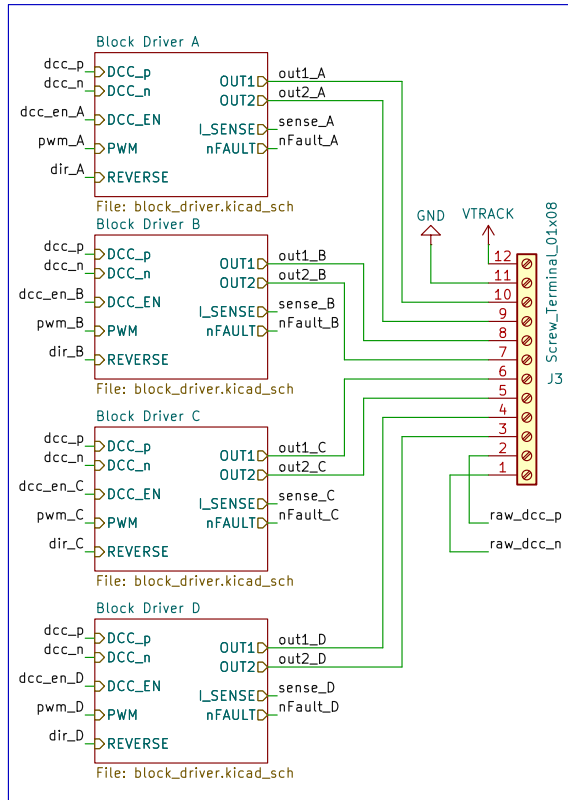 Block Driver A
dcc_p
dcc_n
dcc_en_A
pwm_A
dir_A
DCC_p
DCC_n
DCC_EN
PWM
REVERSE
OUT1
OUT2
I_SENSE
nFAULT
out1_A
out2_A
sense_A
nFault_A
File: block_driver.kicad_sch
Block Driver B
dcc_p
dcc_n
dcc_en_B
pwm_B
dir_B
DCC_p
DCC_n
DCC_EN
PWM
REVERSE
OUT1
OUT2
I_SENSE
nFAULT
out1_B
out2_B
sense_B
nFault_B
File: block_driver.kicad_sch
Block Driver C
dcc_p
dcc_n
dcc_en_C
pwm_C
dir_C
DCC_p
DCC_n
DCC_EN
PWM
REVERSE
OUT1
OUT2
I_SENSE
nFAULT
out1_C
out2_C
sense_C
nFault_C
File: block_driver.kicad_sch
Block Driver D
dcc_p
dcc_n
dcc_en_D
pwm_D
dir_D
DCC_p
DCC_n
DCC_EN
PWM
REVERSE
OUT1
OUT2
I_SENSE
nFAULT
out1_D
out2_D
sense_D
nFault_D
File: block_driver.kicad_sch
GND
VTRACK
12
11
10
9
8
7
6
5
4
3
2
1
Screw_Terminal_01x08
J3
raw_dcc_p
raw_dcc_n